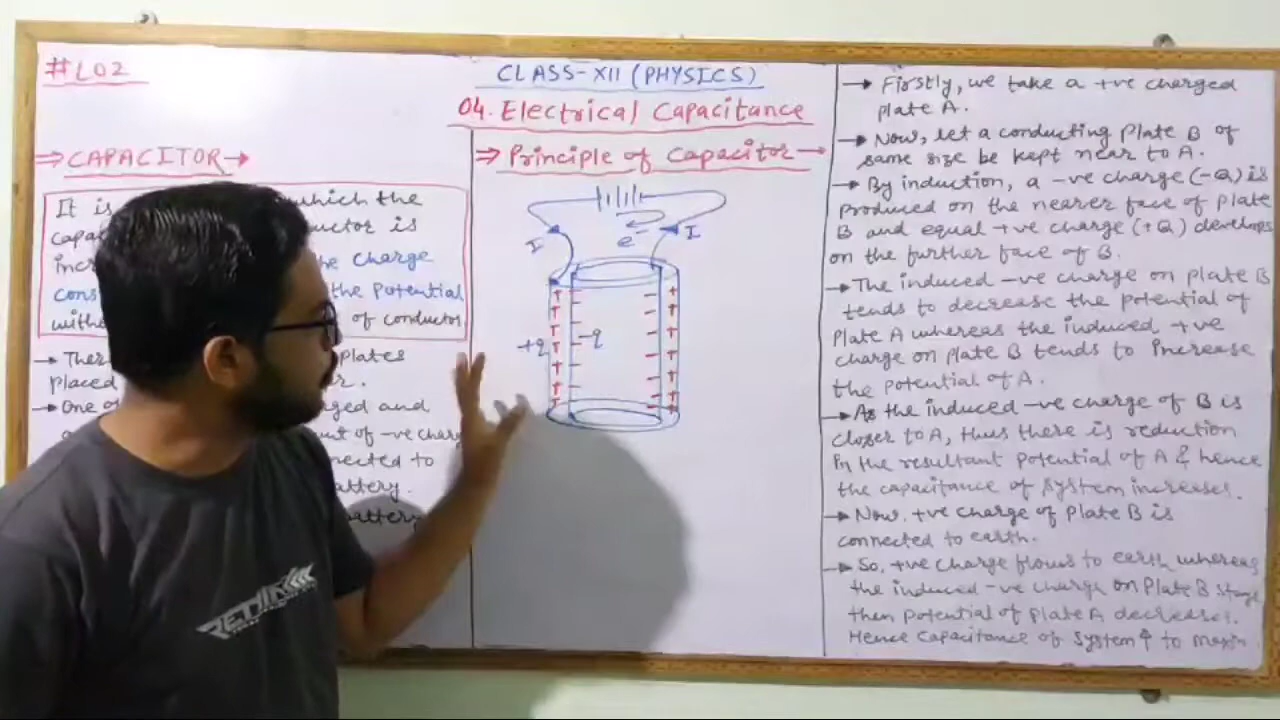 #L02
CLASS-XII (PHYSICS)
04. Electrical Capacitance
⇒ CAPACITOR →
It is which the
capa ductor is
incr the charge
cons the Potential
witho of conductor
→ Ther plates
placed
→ One o ged and
unt of -ve charg
nected to
attery.
battery
⇒ Principle of Capacitor →
I e⁻ I
+q -q
→ Firstly, we take a +ve charged
plate A.
→ Now, let a conducting Plate B of
same size be kept near to A.
→ By induction, a -ve charge (-Q) is
produced on the nearer face of plate
B and equal +ve charge (+Q) develops
on the further face of B.
→ The induced -ve charge on plate B
tends to decrease the potential of
Plate A whereas the induced +ve
charge on plate B tends to increase
the potential of A.
→ As the induced -ve charge of B is
closer to A, thus there is reduction
in the resultant potential of A & hence
the capacitance of system increases.
→ Now, +ve charge of Plate B is
connected to earth.
→ So, +ve charge flows to earth whereas
the induced -ve charge on Plate B stays
then potential of plate A decreases.
Hence Capacitance of System ↑ to Maxm